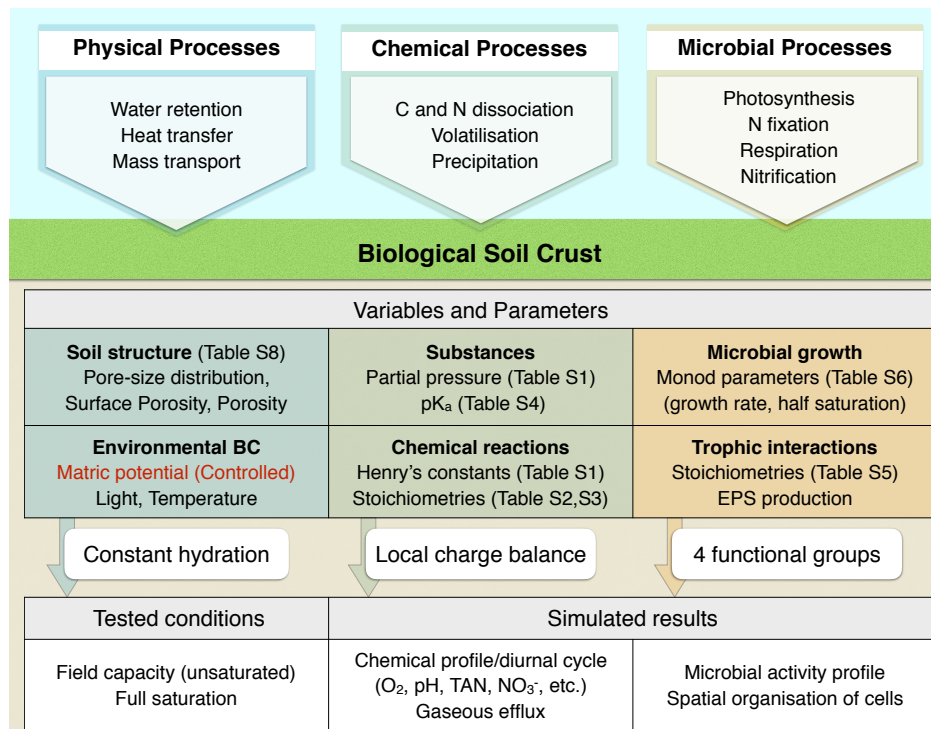 Physical Processes
Water retention
Heat transfer
Mass transport
Chemical Processes
C and N dissociation
Volatilisation
Precipitation
Microbial Processes
Photosynthesis
N fixation
Respiration
Nitrification
Biological Soil Crust
Variables and Parameters
Soil structure (Table S8)
Pore-size distribution,
Surface Porosity, Porosity
Substances
Partial pressure (Table S1)
pKₐ (Table S4)
Microbial growth
Monod parameters (Table S6)
(growth rate, half saturation)
Environmental BC
Matric potential (Controlled)
Light, Temperature
Chemical reactions
Henry's constants (Table S1)
Stoichiometries (Table S2,S3)
Trophic interactions
Stoichiometries (Table S5)
EPS production
Constant hydration
Local charge balance
4 functional groups
Tested conditions
Simulated results
Field capacity (unsaturated)
Full saturation
Chemical profile/diurnal cycle
(O₂, pH, TAN, NO₃⁻, etc.)
Gaseous efflux
Microbial activity profile
Spatial organisation of cells